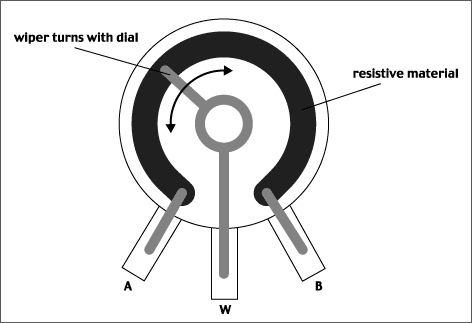 wiper turns with dial
resistive material
A
B
W